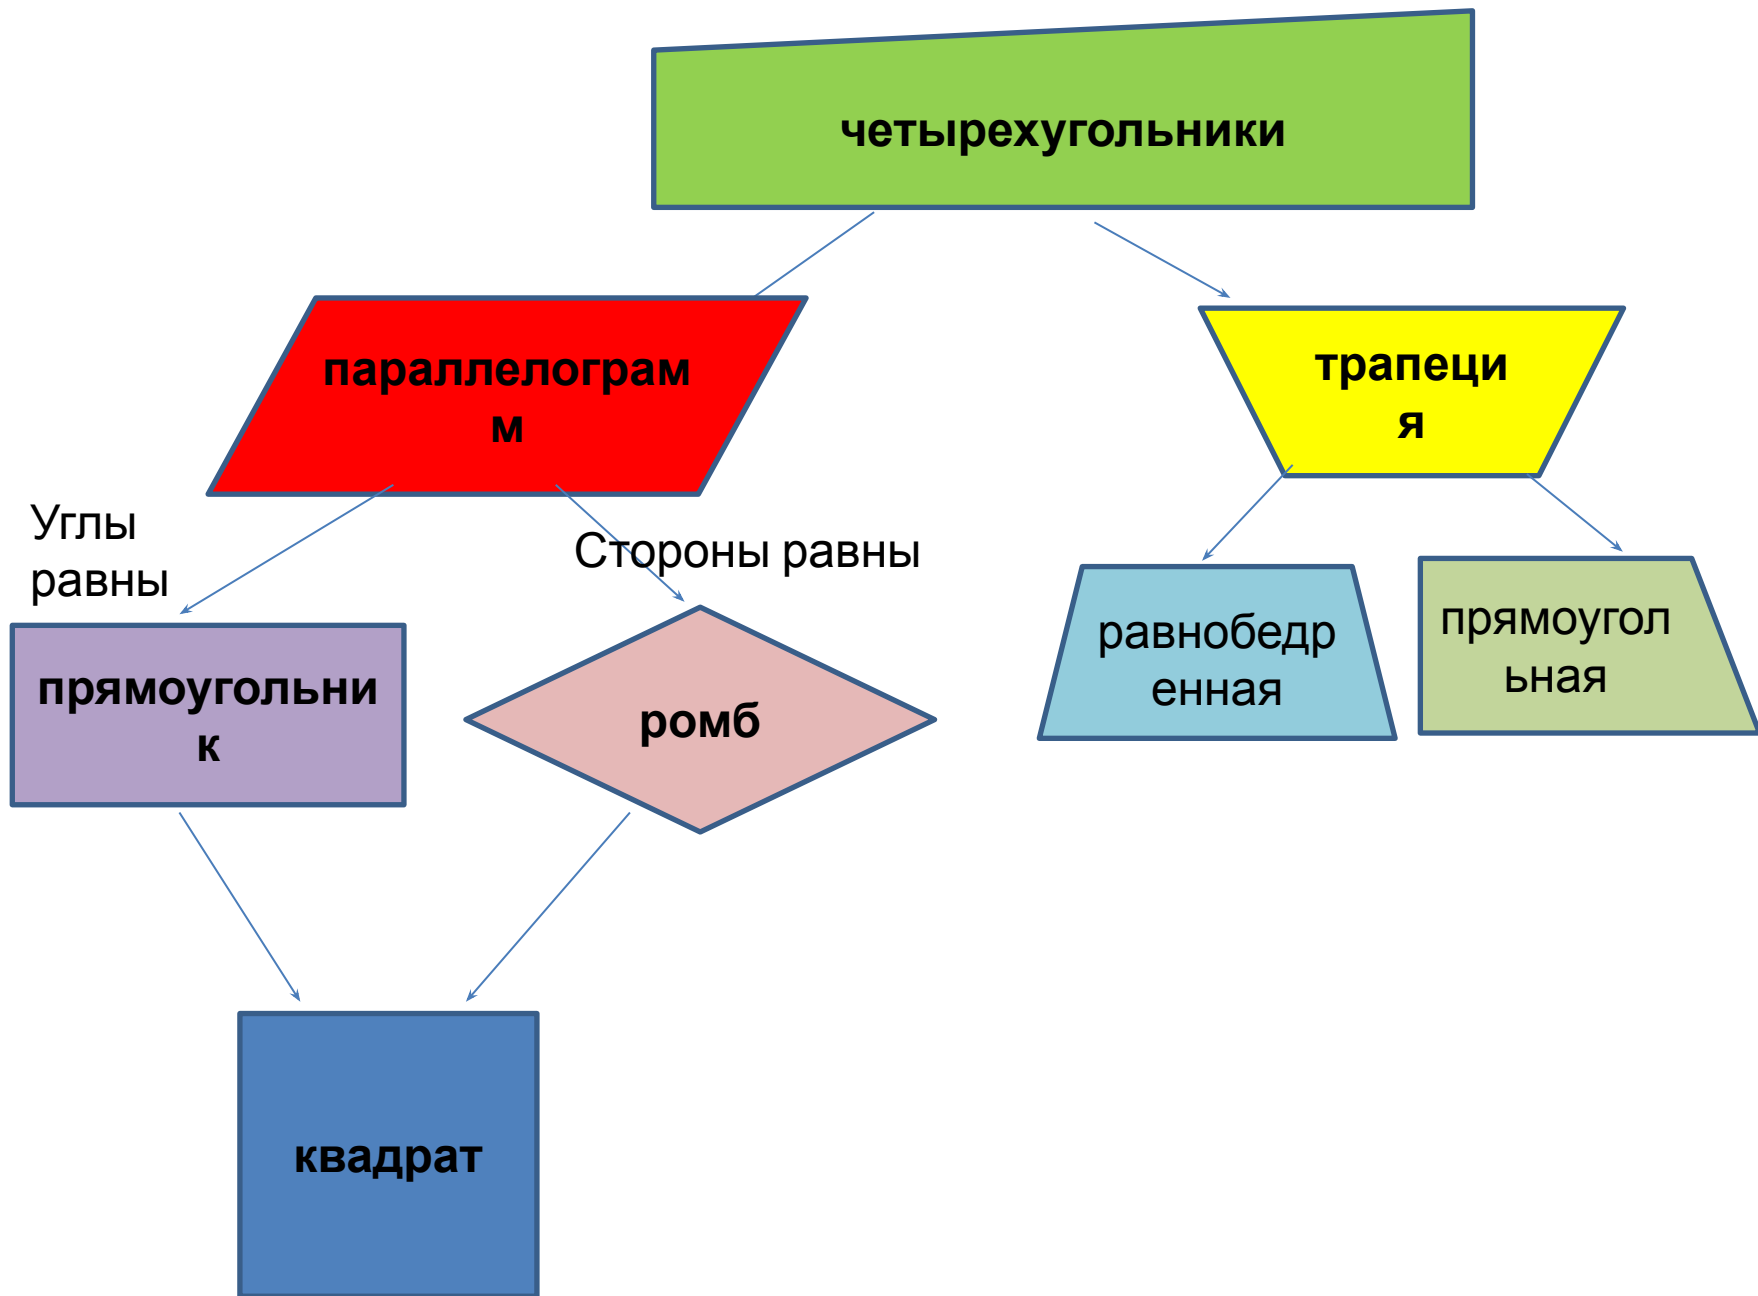 четырехугольники
параллелограм
м
трапеци
я
Углы
равны
Стороны равны
прямоугольни
к
ромб
равнобедр
енная
прямоугол
ьная
квадрат